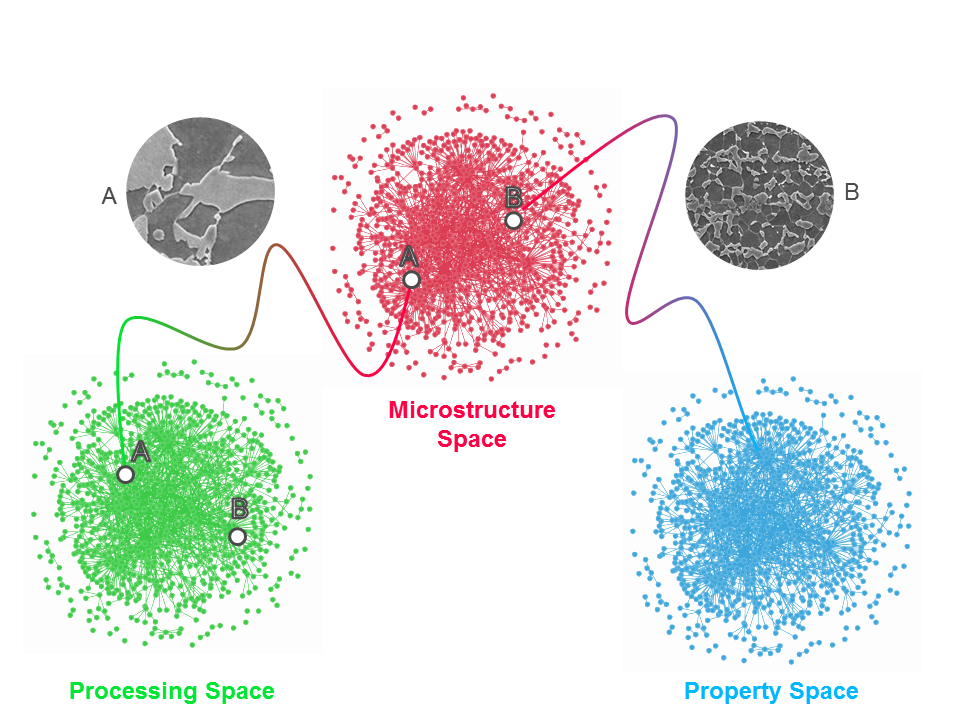 A
B
B
A
Microstructure
Space
A
B
Processing Space
Property Space